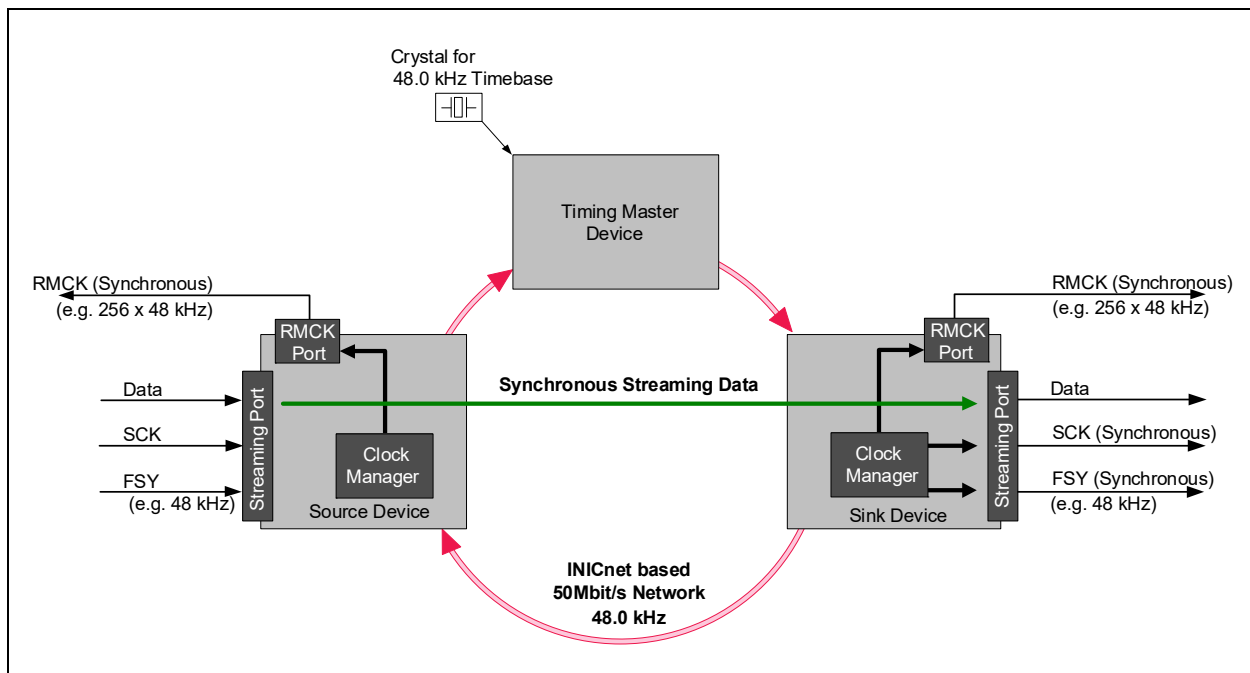 Crystal for
48.0 kHz Timebase
Timing Master
Device
RMCK (Synchronous)
(e.g. 256 x 48 kHz)
RMCK
Port
Data
SCK
FSY
(e.g. 48 kHz)
Streaming Port
Clock
Manager
Source Device
Synchronous Streaming Data
RMCK (Synchronous)
(e.g. 256 x 48 kHz)
RMCK
Port
Clock
Manager
Sink Device
Streaming Port
Data
SCK (Synchronous)
FSY (Synchronous)
(e.g. 48 kHz)
INICnet based
50Mbit/s Network
48.0 kHz